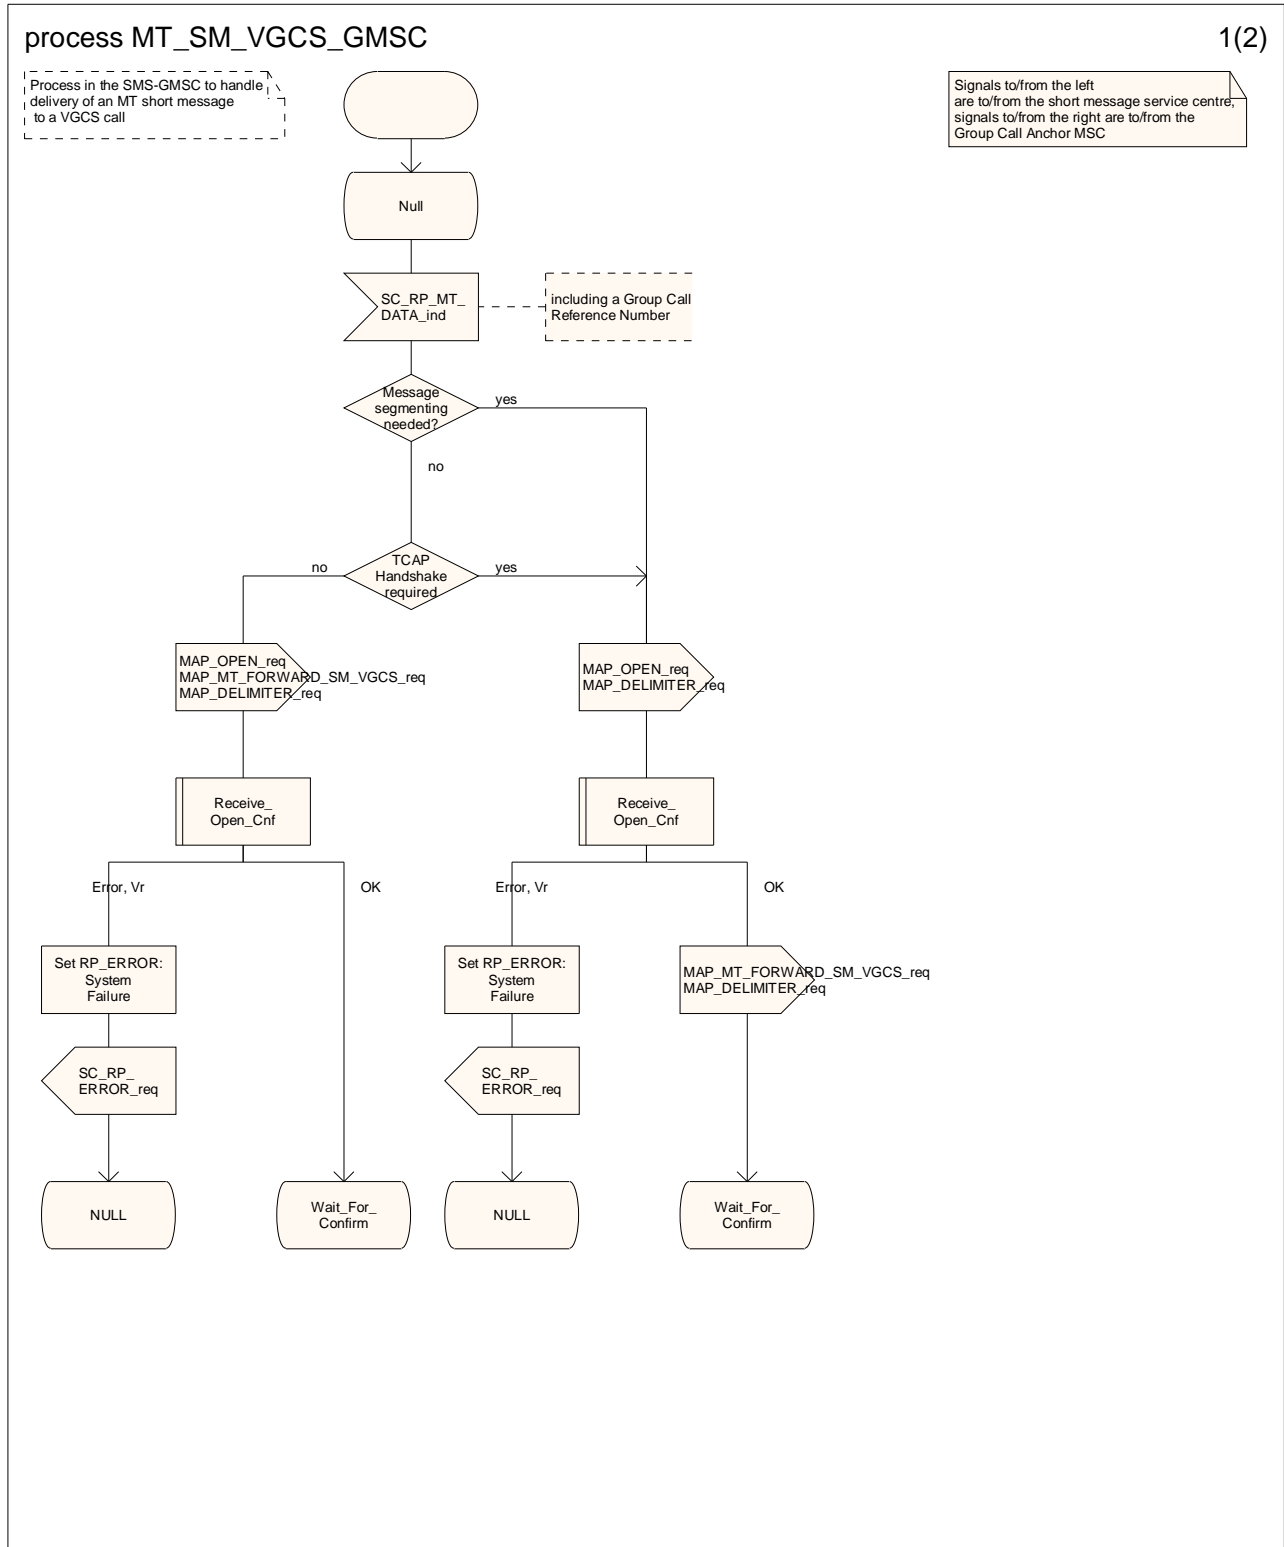 process MT_SM_VGCS_GMSC
1(2)
Process in the SMS-GMSC to handle
delivery of an MT short message
to a VGCS call
Signals to/from the left
are to/from the short message service centre,
signals to/from the right are to/from the
Group Call Anchor MSC
Null
SC_RP_MT_
DATA_ind
including a Group Call
Reference Number
Message
segmenting
needed?
yes
no
TCAP
Handshake
required
no
yes
MAP_OPEN_req
MAP_MT_FORWARD_SM_VGCS_req
MAP_DELIMITER_req
MAP_OPEN_req
MAP_DELIMITER_req
Receive_
Open_Cnf
Receive_
Open_Cnf
Error, Vr
OK
Error, Vr
OK
Set RP_ERROR:
System
Failure
Set RP_ERROR:
System
Failure
MAP_MT_FORWARD_SM_VGCS_req
MAP_DELIMITER_req
SC_RP_
ERROR_req
SC_RP_
ERROR_req
NULL
Wait_For_
Confirm
NULL
Wait_For_
Confirm